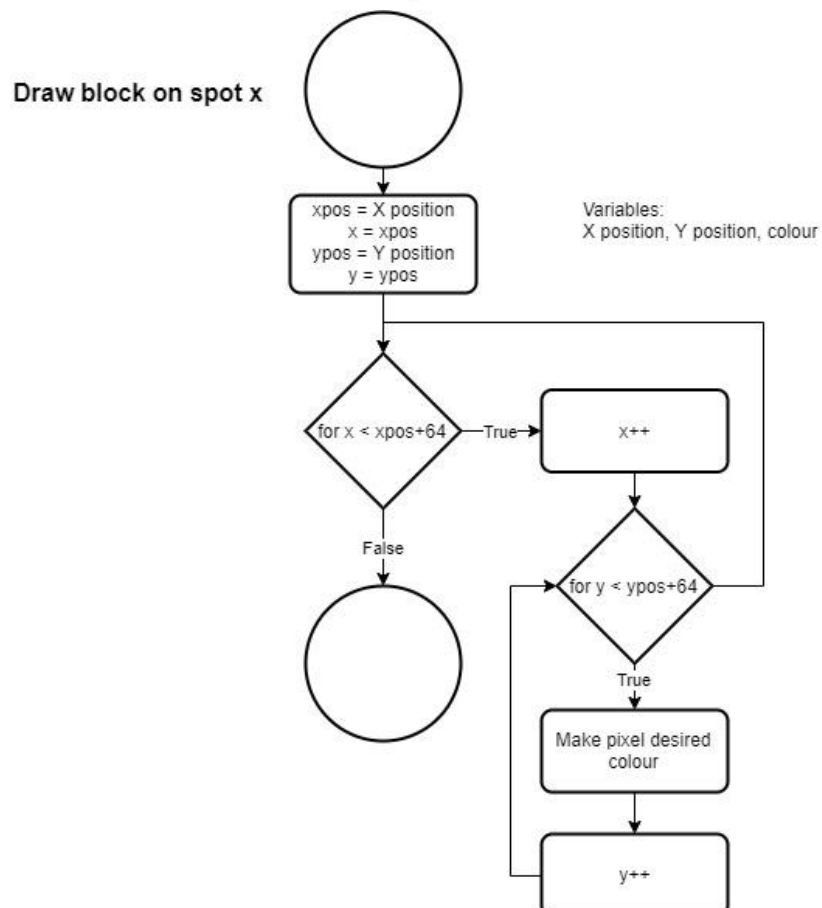 Draw block on spot x
xpos = X position
x = xpos
ypos = Y position
y = ypos
Variables:
X position, Y position, colour
for x < xpos+64
True
x++
False
for y < ypos+64
True
Make pixel desired
colour
y++